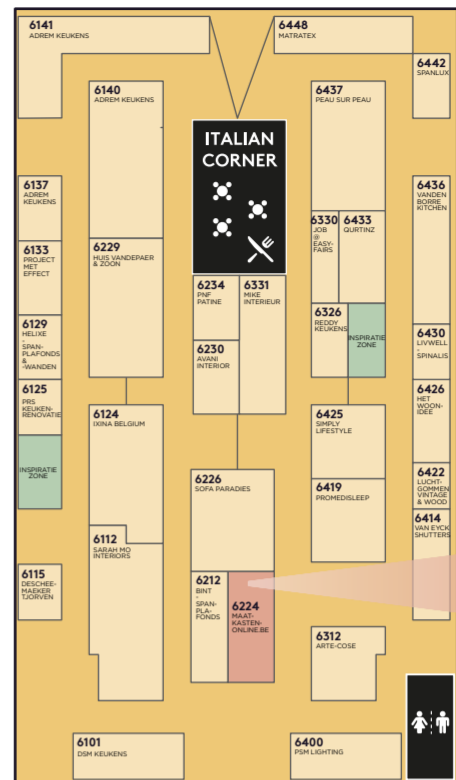 6141
ADREM KEUKENS
6448
MATRATEX
6442
SPANLUX
6140
ADREM KEUKENS
6437
PEAU SUR PEAU
ITALIAN
CORNER
6137
ADREM
KEUKENS
6436
VANDEN
BORRE
KITCHEN
6133
PROJECT
MET
EFFECT
6229
HUIS VANDEPAER
& ZOON
6330
JOB
@
EASY-
FAIRS
6433
QURTINZ
6234
PNF
PATINE
6331
MIKE
INTERIEUR
6129
HELIXE
-
SPAN-
PLAFONDS
&
-WANDEN
6326
REDDY
KEUKENS
INSPIRATIE
ZONE
6430
LIVWELL
-
SPINALIS
6230
AVANI
INTERIOR
6125
PRS
KEUKEN-
RENOVATIE
6426
HET
WOON-
IDEE
6124
IXINA BELGIUM
6425
SIMPLY
LIFESTYLE
INSPIRATIE
ZONE
6226
SOFA PARADIES
6419
PROMEDISLEEP
6422
LUCHT-
GOMMEN
VINTAGE
& WOOD
6414
VAN EYCK
SHUTTERS
6112
SARAH MO
INTERIORS
6115
DESCHEE-
MAEKER
TJORVEN
6212
BINT
-
SPAN-
PLA-
FONDS
6224
MAAT-
KASTEN-
ONLINE.BE
6312
ARTE-COSE
6101
DSM KEUKENS
6400
PSM LIGHTING